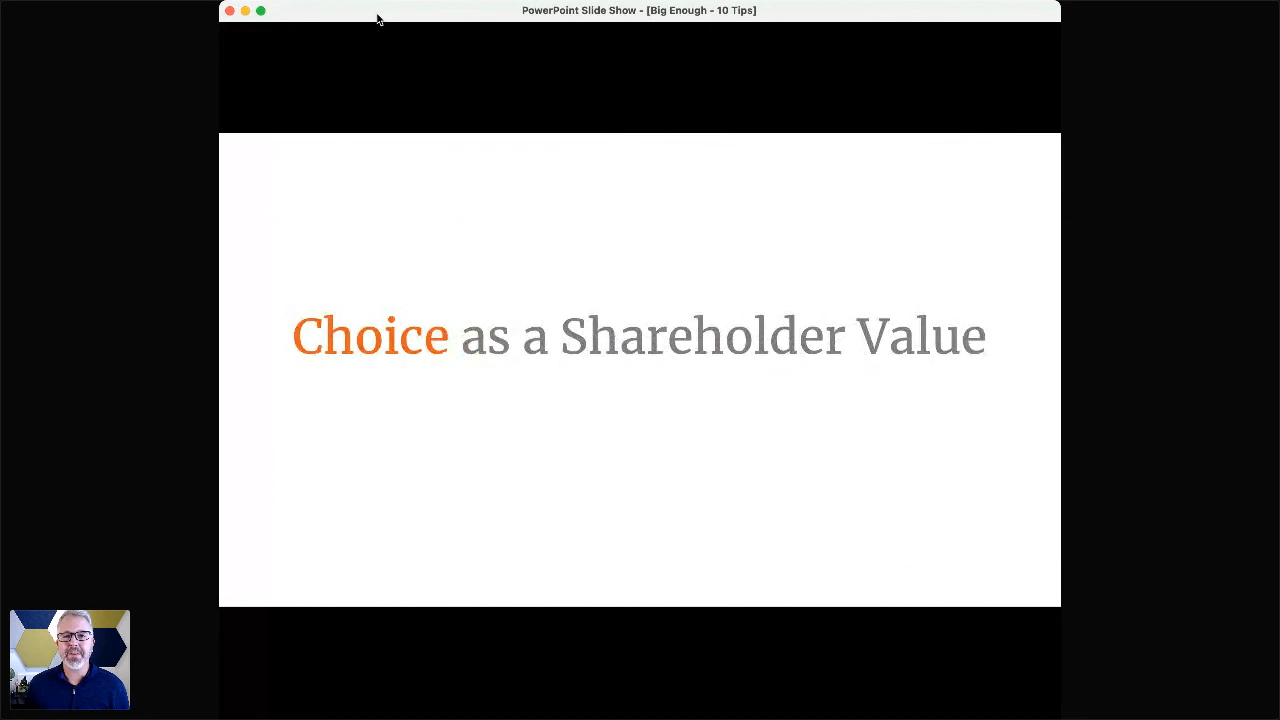 PowerPoint Slide Show - [Big Enough - 10 Tips]
Choice as a Shareholder Value